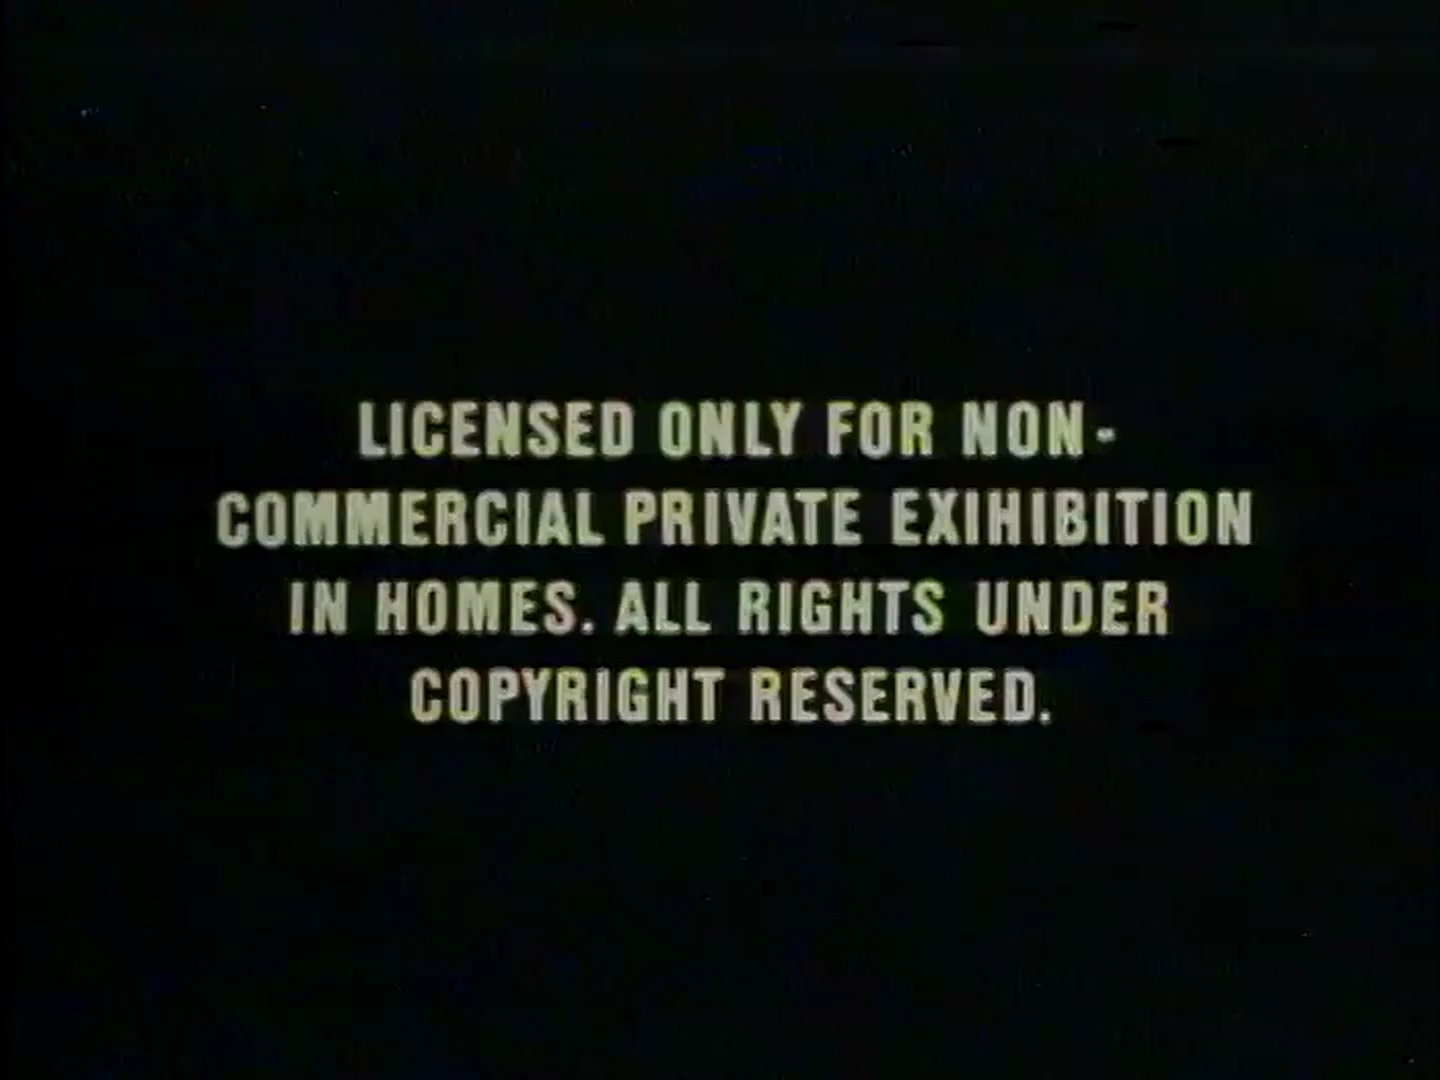 LICENSED ONLY FOR NON-
COMMERCIAL PRIVATE EXIHIBITION
IN HOMES. ALL RIGHTS UNDER
COPYRIGHT RESERVED.